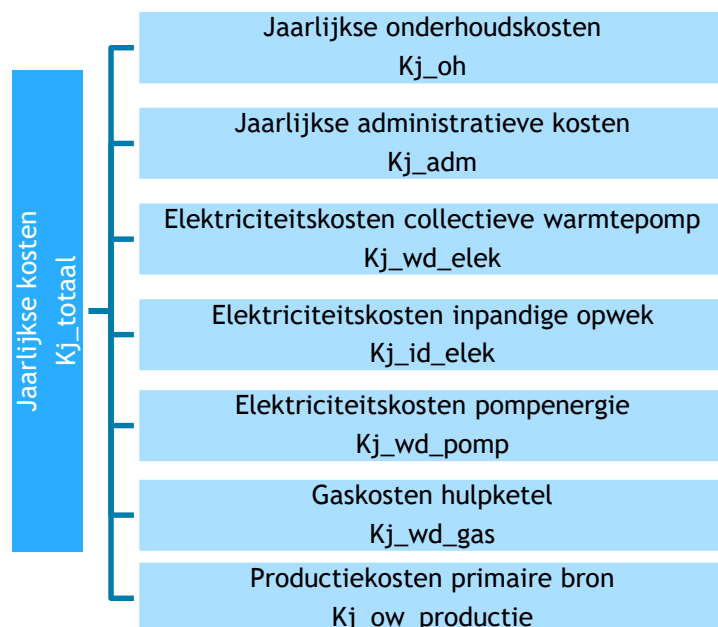 Jaarlijkse kosten
Kj_totaal
Jaarlijkse onderhoudskosten
Kj_oh
Jaarlijkse administratieve kosten
Kj_adm
Elektriciteitskosten collectieve warmtepomp
Kj_wd_elek
Elektriciteitskosten inpandige opwek
Kj_id_elek
Elektriciteitskosten pompenergie
Kj_wd_pomp
Gaskosten hulpketel
Kj_wd_gas
Productiekosten primaire bron
Kj_ow_productie